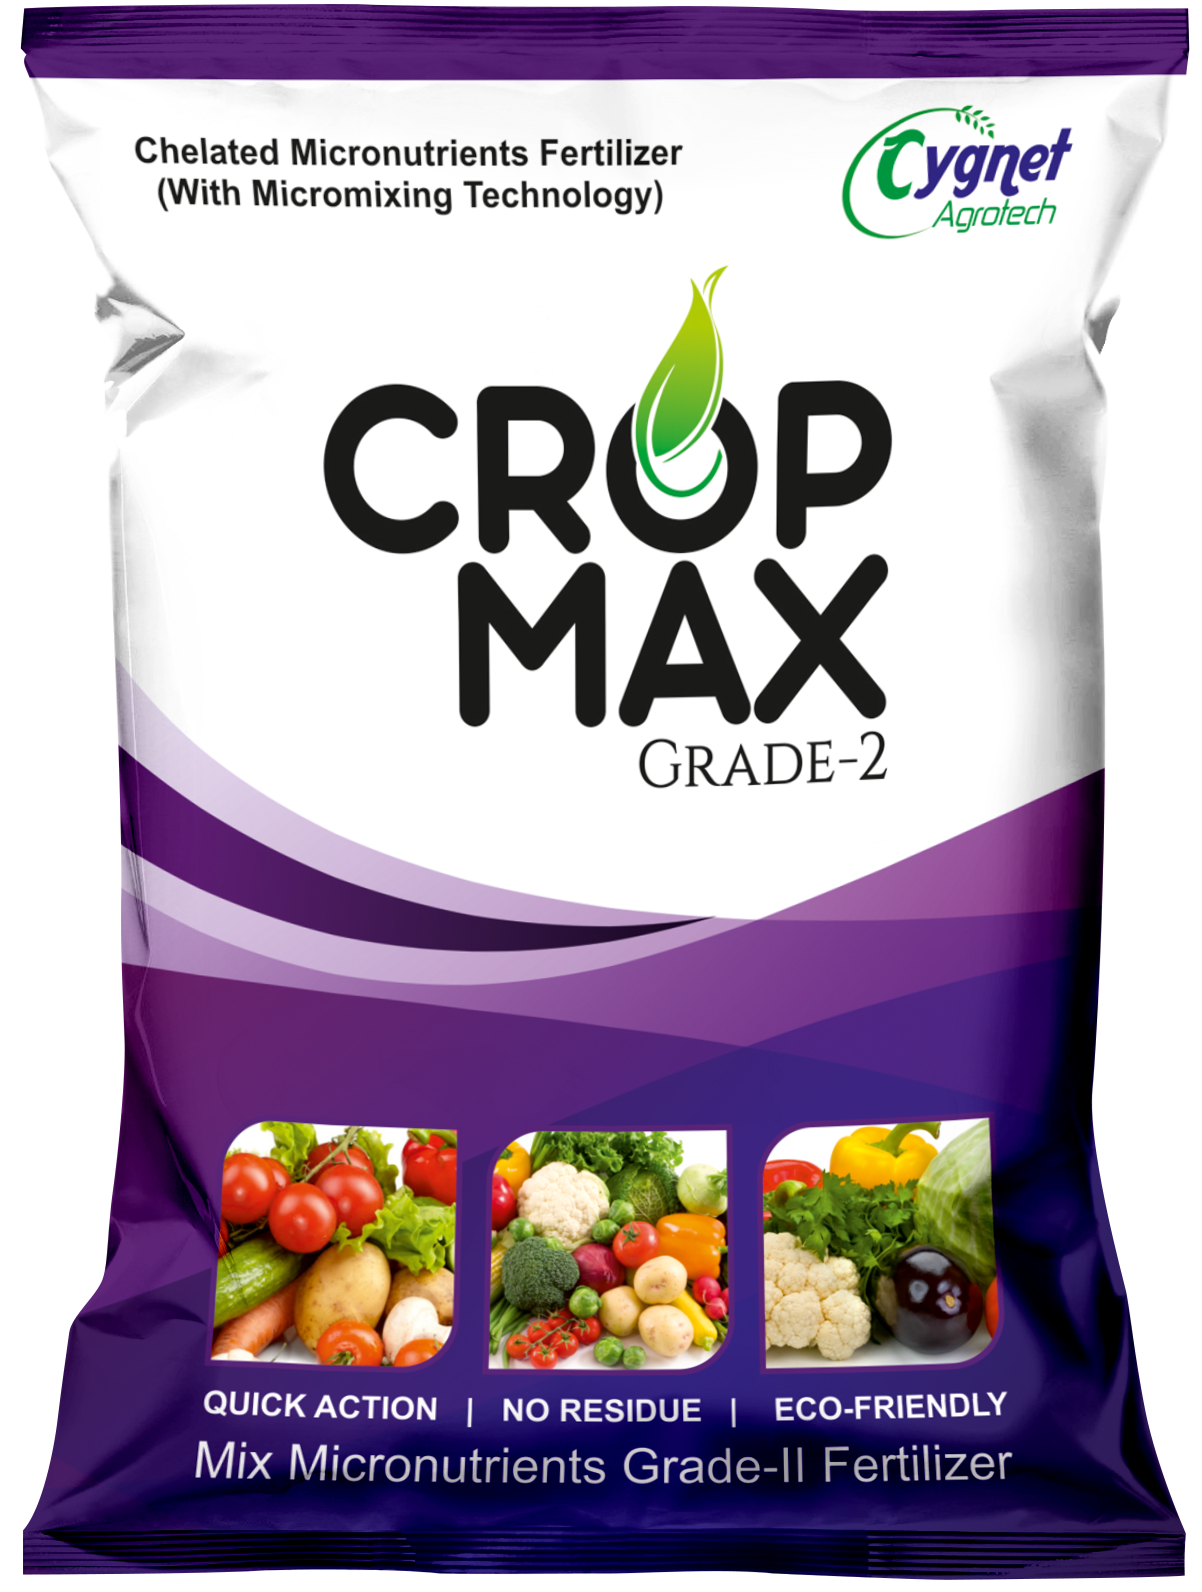 Chelated Micronutrients Fertilizer
(With Micromixing Technology)
Cygnet
Agrotech
CROP
MAX
GRADE-2
QUICK ACTION | NO RESIDUE | ECO-FRIENDLY
Mix Micronutrients Grade-II Fertilizer